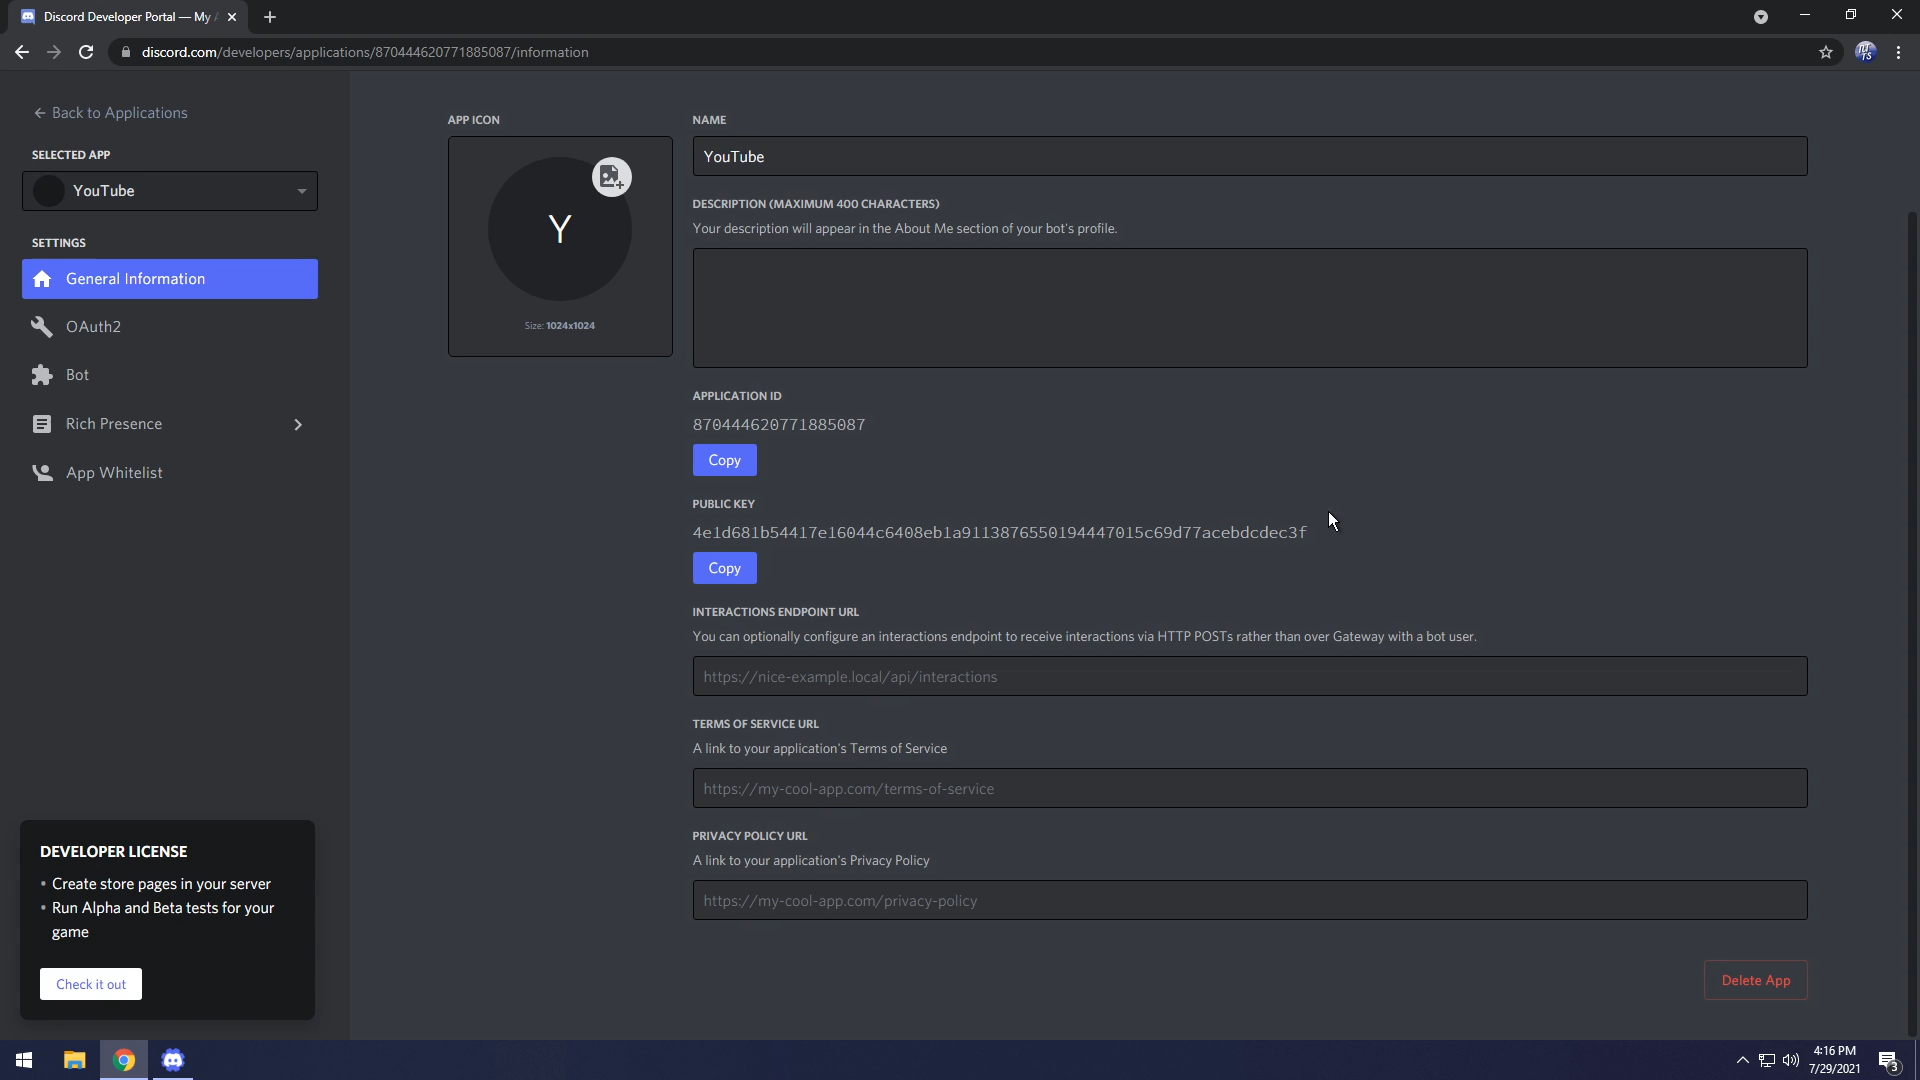 Discord Developer Portal — My A
discord.com/developers/applications/870444620771885087/information
← Back to Applications
SELECTED APP
YouTube
SETTINGS
General Information
OAuth2
Bot
Rich Presence
App Whitelist
DEVELOPER LICENSE
• Create store pages in your server
• Run Alpha and Beta tests for your
game
Check it out
APP ICON
Y
Size: 1024x1024
NAME
YouTube
DESCRIPTION (MAXIMUM 400 CHARACTERS)
Your description will appear in the About Me section of your bot's profile.
APPLICATION ID
870444620771885087
Copy
PUBLIC KEY
4e1d681b54417e16044c6408eb1a9113876550194447015c69d77acebdcdec3f
Copy
INTERACTIONS ENDPOINT URL
You can optionally configure an interactions endpoint to receive interactions via HTTP POSTs rather than over Gateway with a bot user.
https://nice-example.local/api/interactions
TERMS OF SERVICE URL
A link to your application's Terms of Service
https://my-cool-app.com/terms-of-service
PRIVACY POLICY URL
A link to your application's Privacy Policy
https://my-cool-app.com/privacy-policy
Delete App
4:16 PM
7/29/2021
3